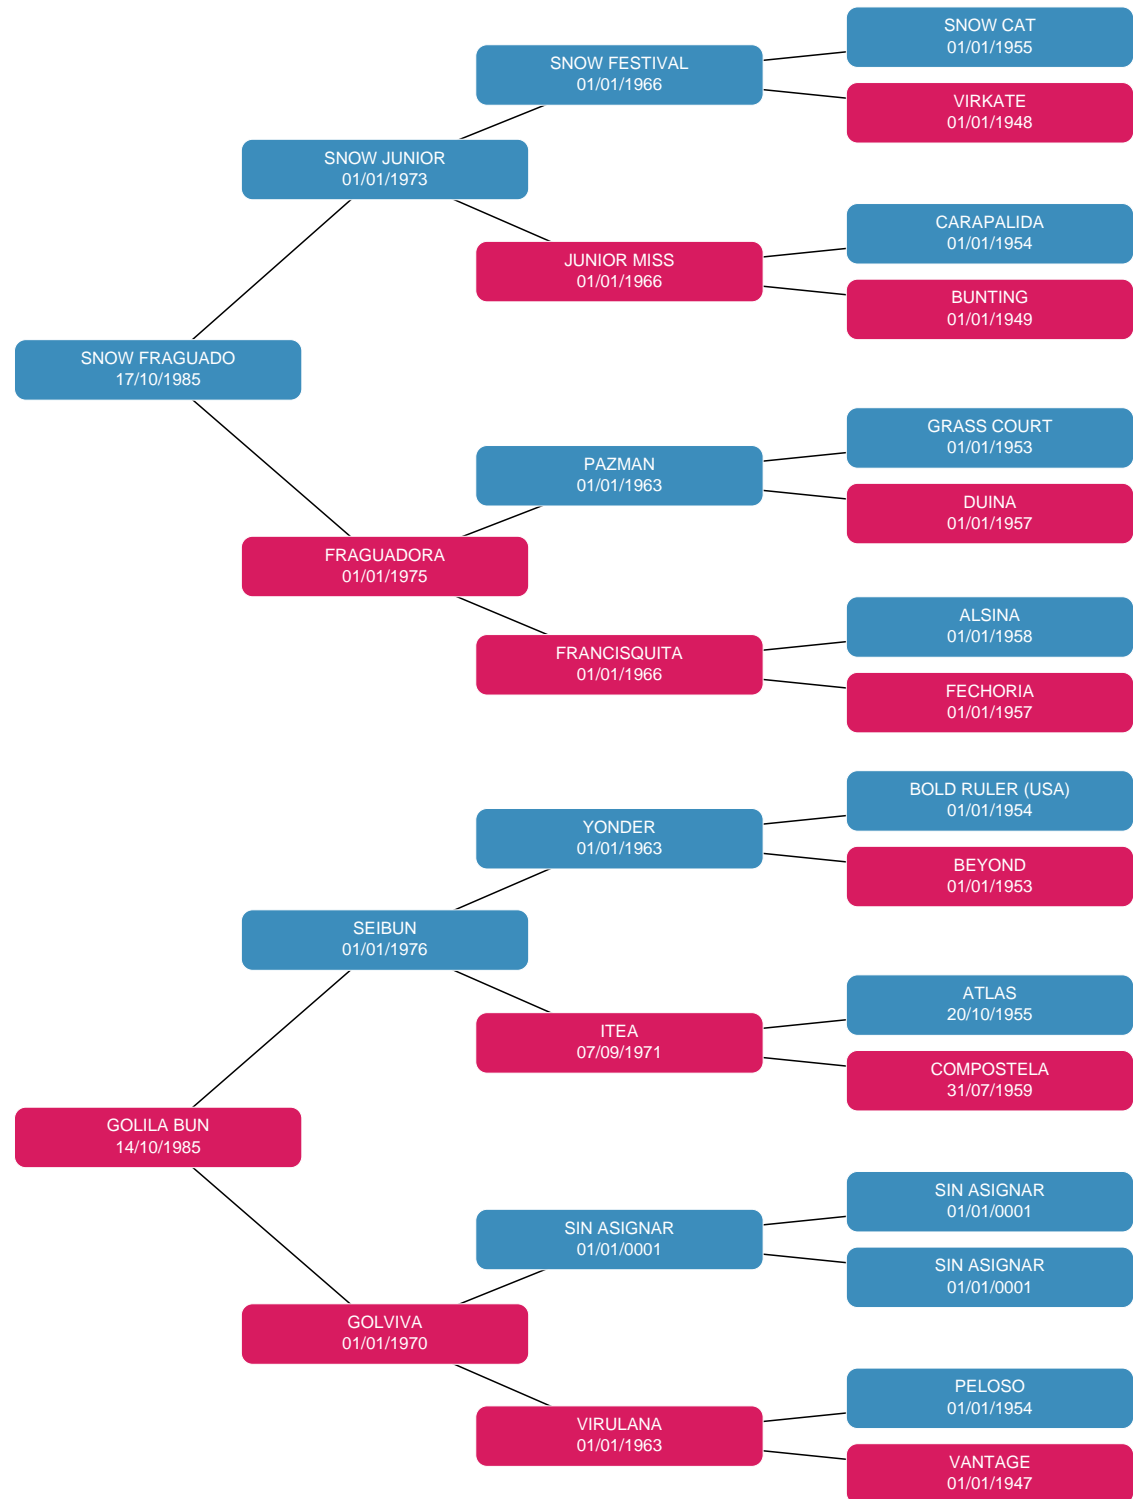 SNOW CAT
01/01/1955
SNOW FESTIVAL
01/01/1966
VIRKATE
01/01/1948
SNOW JUNIOR
01/01/1973
CARAPALIDA
01/01/1954
JUNIOR MISS
01/01/1966
BUNTING
01/01/1949
SNOW FRAGUADO
17/10/1985
GRASS COURT
01/01/1953
PAZMAN
01/01/1963
DUINA
01/01/1957
FRAGUADORA
01/01/1975
ALSINA
01/01/1958
FRANCISQUITA
01/01/1966
FECHORIA
01/01/1957
BOLD RULER (USA)
01/01/1954
YONDER
01/01/1963
BEYOND
01/01/1953
SEIBUN
01/01/1976
ATLAS
20/10/1955
ITEA
07/09/1971
COMPOSTELA
31/07/1959
GOLILA BUN
14/10/1985
SIN ASIGNAR
01/01/0001
SIN ASIGNAR
01/01/0001
SIN ASIGNAR
01/01/0001
GOLVIVA
01/01/1970
PELOSO
01/01/1954
VIRULANA
01/01/1963
VANTAGE
01/01/1947